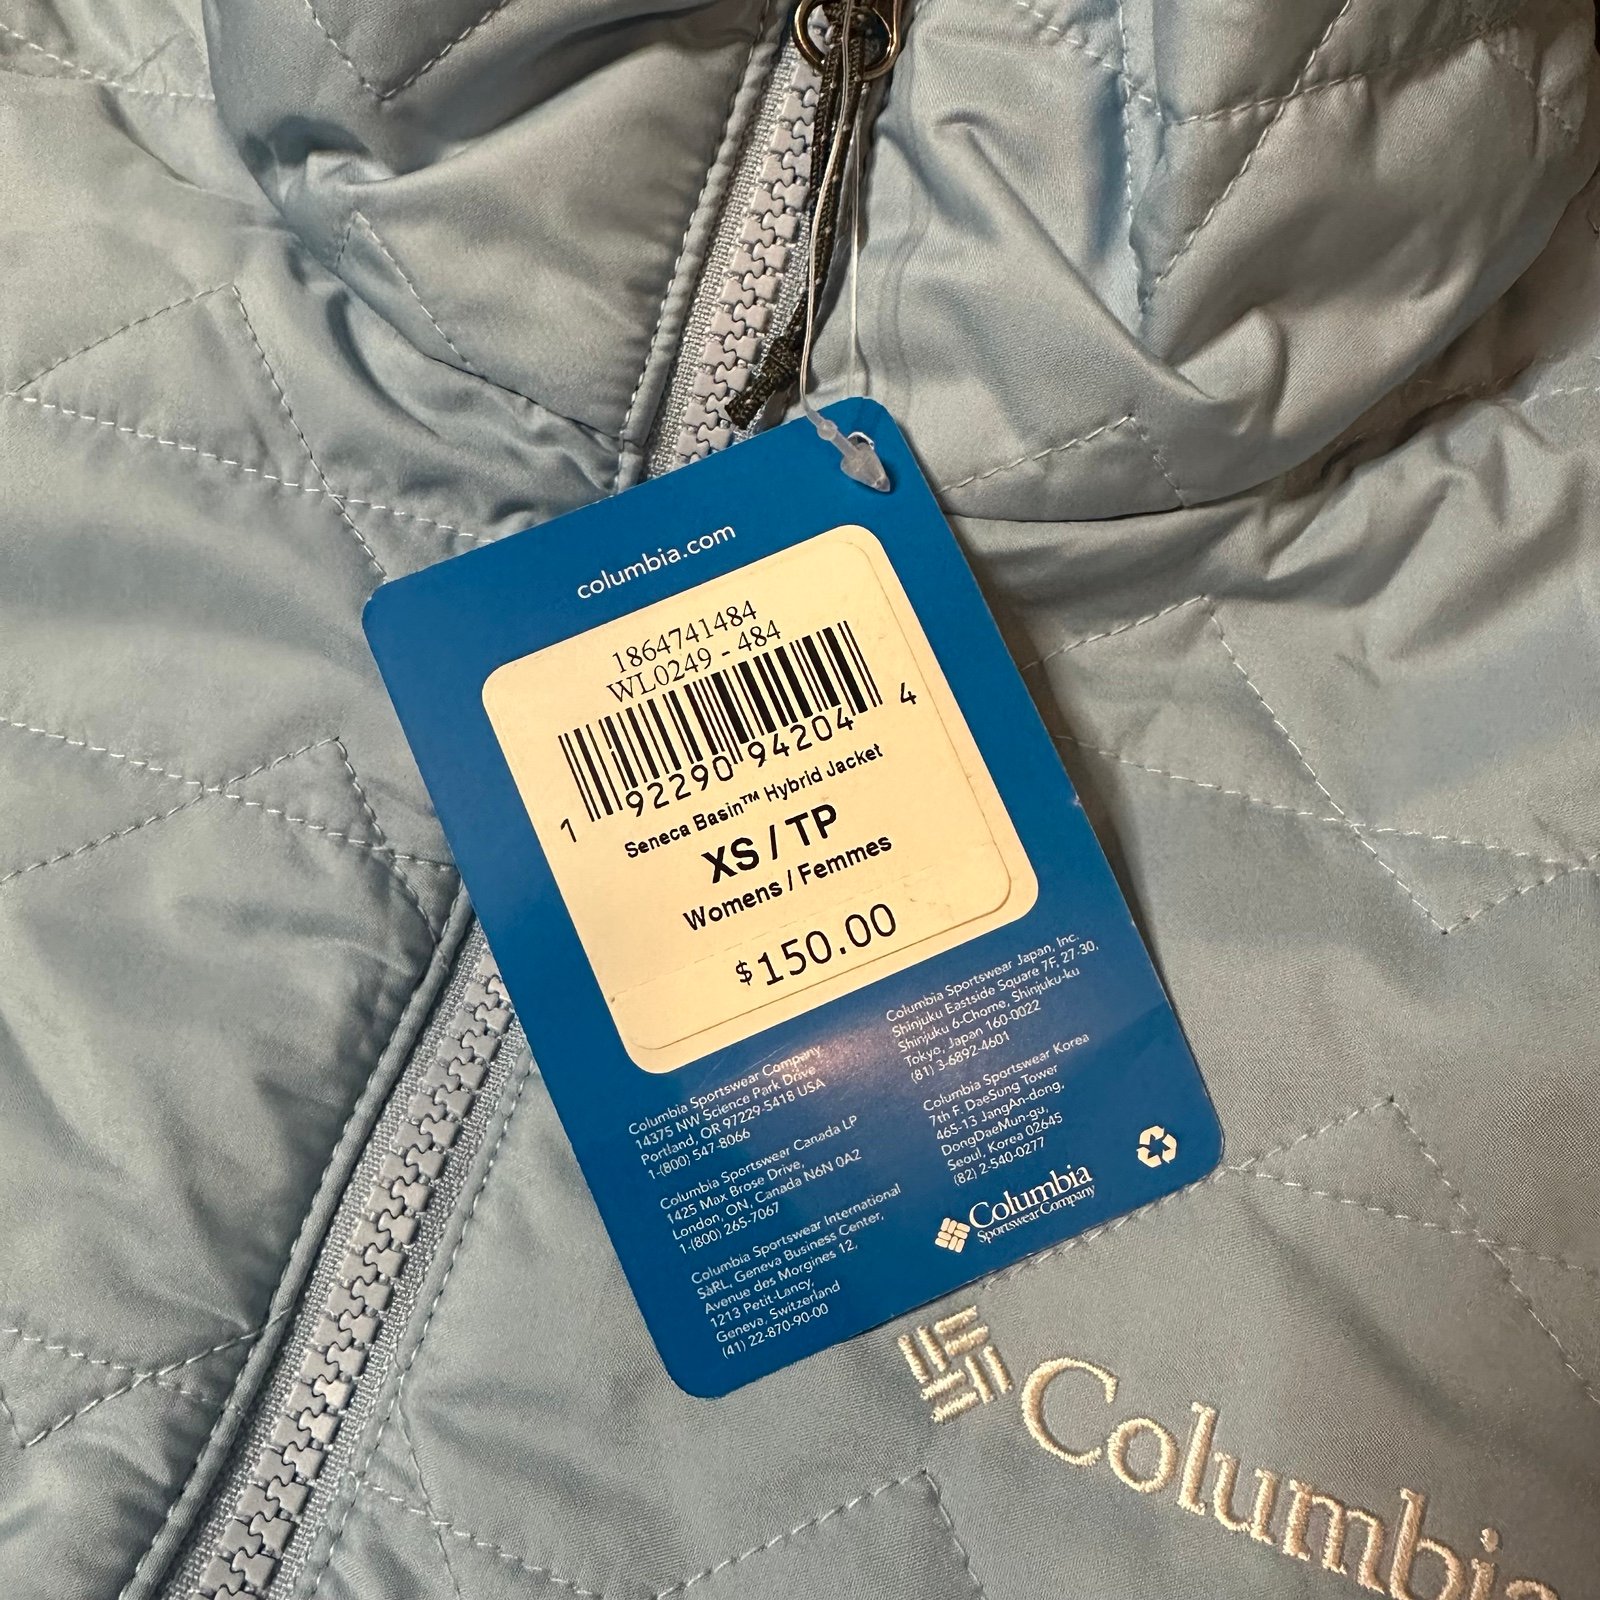 columbia.com
1864741484
WL0249 - 484
1 92290 94204 4
Seneca Basin™ Hybrid Jacket
XS / TP
Womens / Femmes
$150.00
Columbia Sportswear Company
14375 NW Science Park Drive
Portland, OR 97229-5418 USA
1-(800) 547-8066
Columbia Sportswear Canada LP
1425 Max Brose Drive,
London, ON, Canada N6N 0A2
1-(800) 265-7067
Columbia Sportswear International
SàRL, Geneva Business Center,
Avenue des Morgines 12,
1213 Petit-Lancy,
Geneva, Switzerland
(41) 22-870-90-00
Columbia Sportswear Japan, Inc.
Shinjuku Eastside Square 7F, 27-30,
Shinjuku 6-Chome, Shinjuku-ku
Tokyo, Japan 160-0022
(81) 3-6892-4601
Columbia Sportswear Korea
7th F. DaeSung Tower
465-13 JangAn-dong,
DongDaeMun-gu,
Seoul, Korea 02645
(82) 2-540-0277
Columbia
Sportswear Company
Columbia